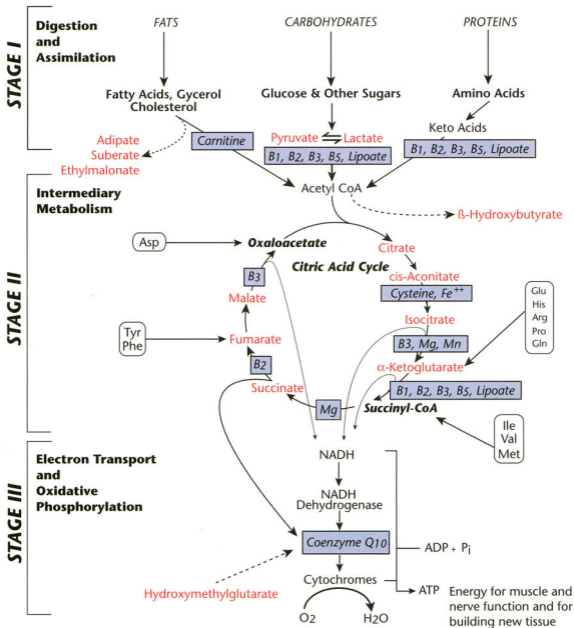 STAGE I
Digestion
and
Assimilation
FATS
CARBOHYDRATES
PROTEINS
Fatty Acids, Gycerol
Cholesterol
Glucose & Other Sugars
Amino Acids
Keto Acids
Adipate
Suberate
Ethylmalonate
Carnitine
Pyruvate
Lactate
B1, B2, B3, B5, Lipoate
B1, B2, B3, B5, Lipoate
STAGE II
Intermediary
Metabolism
Acetyl CoA
ß-Hydroxybutyrate
Asp
Oxaloacetate
Citrate
Citric Acid Cycle
cis-Aconitate
B3
Cysteine, Fe++
Malate
Isocitrate
Glu
His
Arg
Pro
Gln
Tyr
Phe
Fumarate
B3, Mg, Mn
B2
α-Ketoglutarate
Succinate
B1, B2, B3, B5, Lipoate
Mg
Succinyl-CoA
Ile
Val
Met
STAGE III
Electron Transport
and
Oxidative
Phosphorylation
NADH
NADH
Dehydrogenase
Coenzyme Q10
ADP + Pi
Hydroxymethylglutarate
Cytochromes
ATP
Energy for muscle and
nerve function and for
building new tissue
O2
H2O